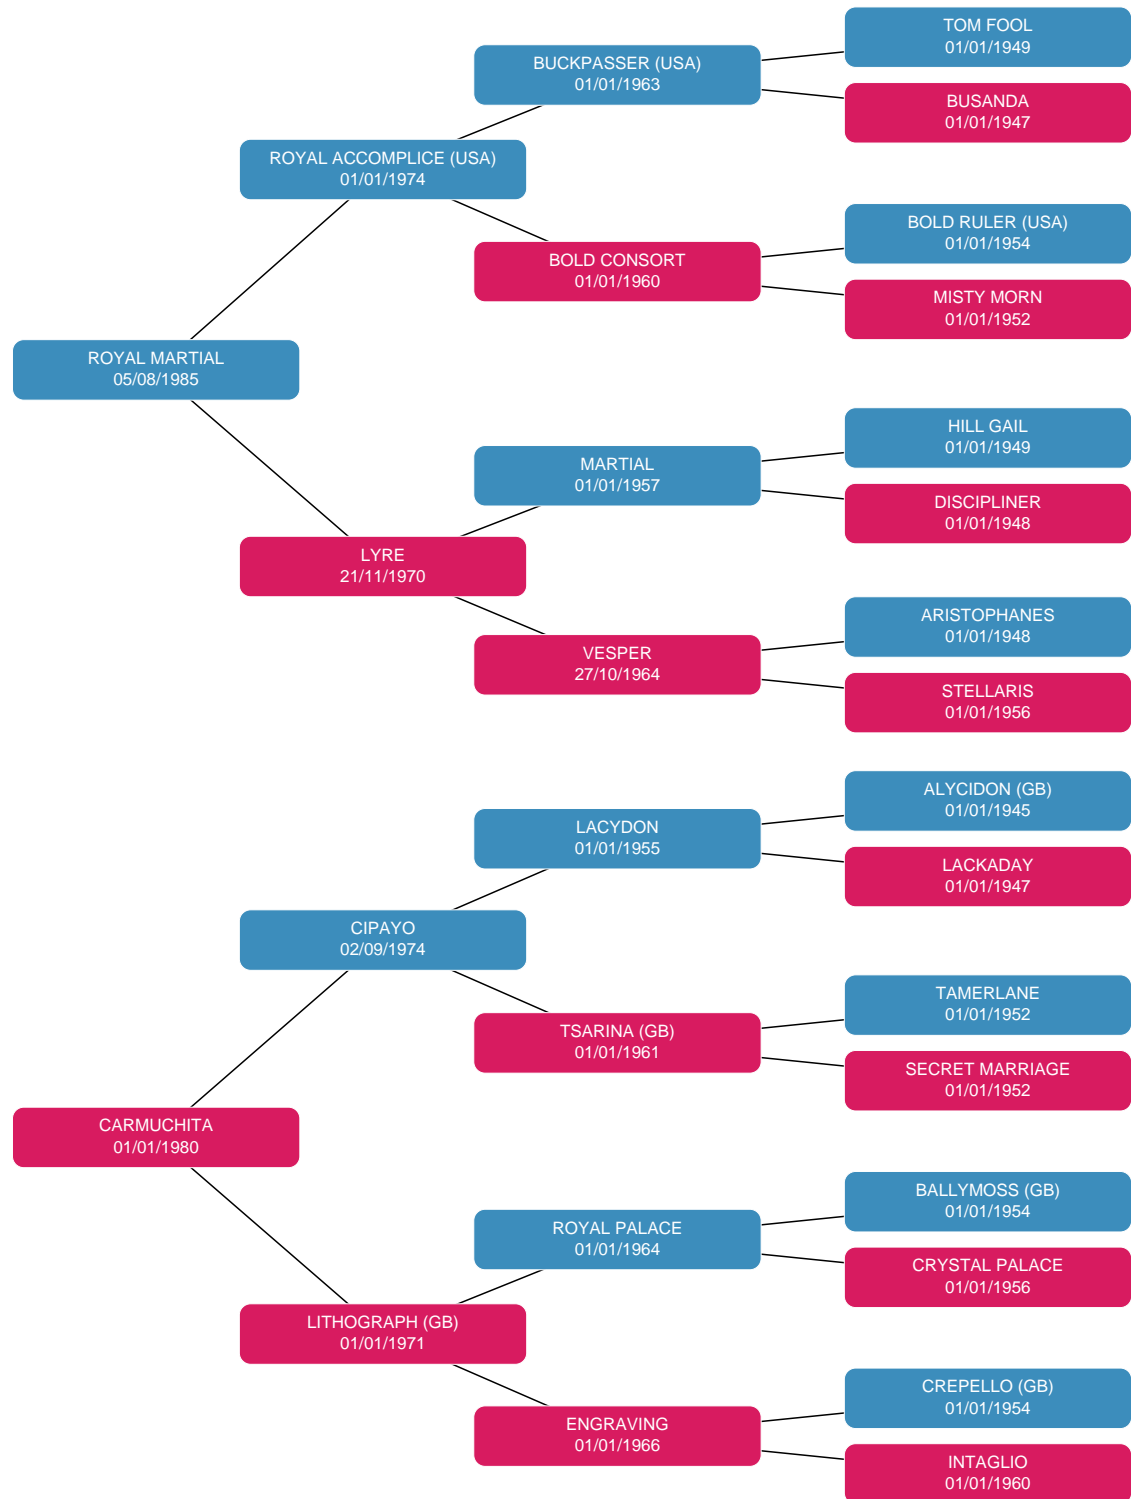 TOM FOOL
01/01/1949
BUCKPASSER (USA)
01/01/1963
BUSANDA
01/01/1947
ROYAL ACCOMPLICE (USA)
01/01/1974
BOLD RULER (USA)
01/01/1954
BOLD CONSORT
01/01/1960
MISTY MORN
01/01/1952
ROYAL MARTIAL
05/08/1985
HILL GAIL
01/01/1949
MARTIAL
01/01/1957
DISCIPLINER
01/01/1948
LYRE
21/11/1970
ARISTOPHANES
01/01/1948
VESPER
27/10/1964
STELLARIS
01/01/1956
ALYCIDON (GB)
01/01/1945
LACYDON
01/01/1955
LACKADAY
01/01/1947
CIPAYO
02/09/1974
TAMERLANE
01/01/1952
TSARINA (GB)
01/01/1961
SECRET MARRIAGE
01/01/1952
CARMUCHITA
01/01/1980
BALLYMOSS (GB)
01/01/1954
ROYAL PALACE
01/01/1964
CRYSTAL PALACE
01/01/1956
LITHOGRAPH (GB)
01/01/1971
CREPELLO (GB)
01/01/1954
ENGRAVING
01/01/1966
INTAGLIO
01/01/1960